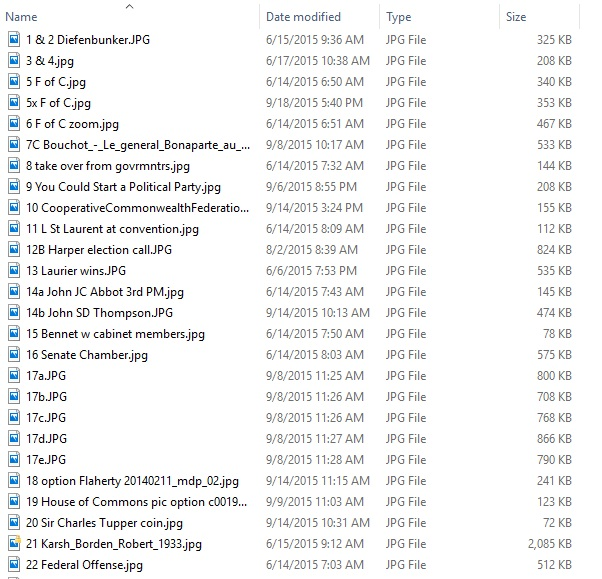 Name Date modified Type Size
1 & 2 Diefenbunker.JPG 6/15/2015 9:36 AM JPG File 325 KB
3 & 4.jpg 6/17/2015 10:38 AM JPG File 208 KB
5 F of C.jpg 6/14/2015 6:50 AM JPG File 340 KB
5x F of C.jpg 9/18/2015 5:40 PM JPG File 353 KB
6 F of C zoom.jpg 6/14/2015 6:51 AM JPG File 467 KB
7C Bouchot_-_Le_general_Bonaparte_au_... 9/8/2015 10:17 AM JPG File 533 KB
8 take over from govrmntrs.jpg 6/14/2015 7:32 AM JPG File 144 KB
9 You Could Start a Political Party.jpg 9/6/2015 8:55 PM JPG File 208 KB
10 CooperativeCommonwealthFederatio... 9/14/2015 3:24 PM JPG File 155 KB
11 L St Laurent at convention.jpg 6/14/2015 8:09 AM JPG File 112 KB
12B Harper election call.JPG 8/2/2015 8:39 AM JPG File 824 KB
13 Laurier wins.JPG 6/6/2015 7:53 PM JPG File 535 KB
14a John JC Abbot 3rd PM.jpg 6/14/2015 7:43 AM JPG File 145 KB
14b John SD Thompson.JPG 9/14/2015 10:13 AM JPG File 474 KB
15 Bennet w cabinet members.jpg 6/14/2015 7:50 AM JPG File 78 KB
16 Senate Chamber.jpg 6/14/2015 8:03 AM JPG File 575 KB
17a.JPG 9/8/2015 11:25 AM JPG File 800 KB
17b.JPG 9/8/2015 11:26 AM JPG File 708 KB
17c.JPG 9/8/2015 11:26 AM JPG File 768 KB
17d.JPG 9/8/2015 11:27 AM JPG File 866 KB
17e.JPG 9/8/2015 11:28 AM JPG File 790 KB
18 option Flaherty 20140211_mdp_02.jpg 9/14/2015 11:15 AM JPG File 241 KB
19 House of Commons pic option c0019... 9/9/2015 11:03 AM JPG File 123 KB
20 Sir Charles Tupper coin.jpg 9/14/2015 10:31 AM JPG File 72 KB
21 Karsh_Borden_Robert_1933.jpg 6/15/2015 9:12 AM JPG File 2,085 KB
22 Federal Offense.jpg 6/14/2015 7:03 AM JPG File 512 KB